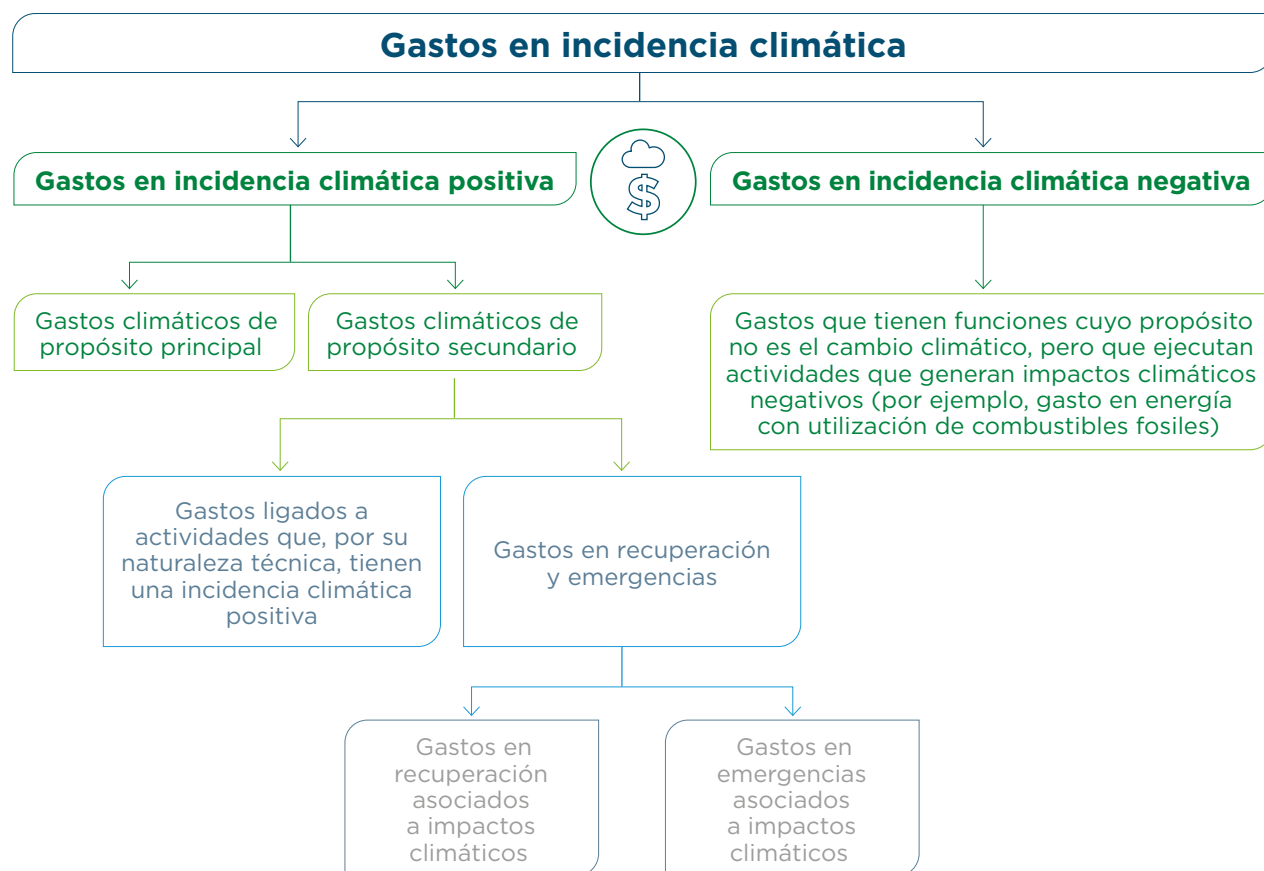 Gastos en incidencia climática
Gastos en incidencia climática positiva
$
Gastos en incidencia climática negativa
Gastos climáticos de
propósito principal
Gastos climáticos de
propósito secundario
Gastos que tienen funciones cuyo propósito
no es el cambio climático, pero que ejecutan
actividades que generan impactos climáticos
negativos (por ejemplo, gasto en energía
con utilización de combustibles fosiles)
Gastos ligados a
actividades que, por su
naturaleza técnica, tienen
una incidencia climática
positiva
Gastos en recuperación
y emergencias
Gastos en
recuperación
asociados
a impactos
climáticos
Gastos en
emergencias
asociados
a impactos
climáticos